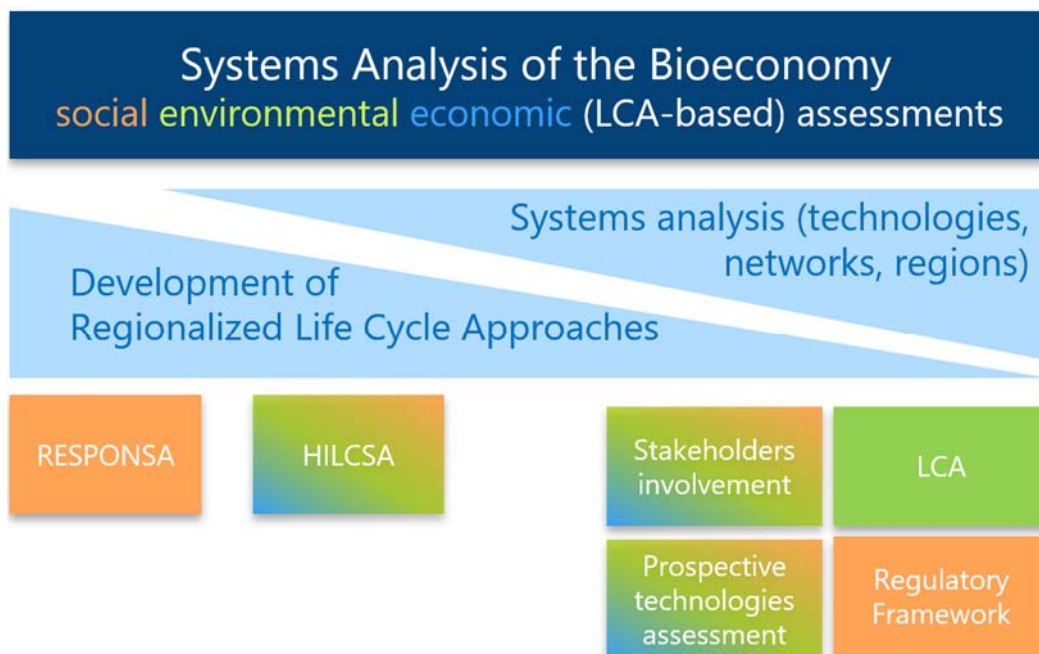 Systems Analysis of the Bioeconomy
social environmental economic (LCA-based) assessments
Systems analysis (technologies,
networks, regions)
Development of
Regionalized Life Cycle Approaches
RESPONSA
HILCSA
Stakeholders
involvement
LCA
Prospective
technologies
assessment
Regulatory
Framework